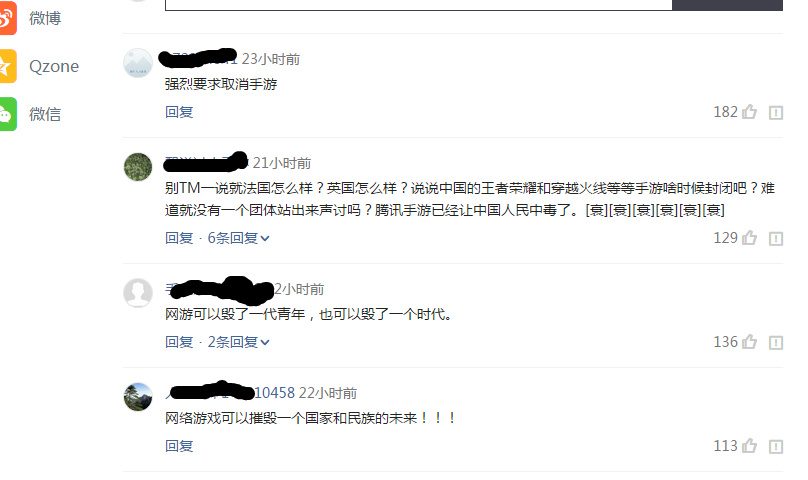 微博
Qzone
微信
23小时前
强烈要求取消手游
回复
182
21小时前
别TM一说就法国怎么样？英国怎么样？说说中国的王者荣耀和穿越火线等等手游啥时候封闭吧？难
道就没有一个团体站出来声讨吗？腾讯手游已经让中国人民中毒了。[衰][衰][衰][衰][衰][衰]
回复 · 6条回复
129
2小时前
网游可以毁了一代青年，也可以毁了一个时代。
回复 · 2条回复
136
10458 22小时前
网络游戏可以摧毁一个国家和民族的未来！！！
回复
113